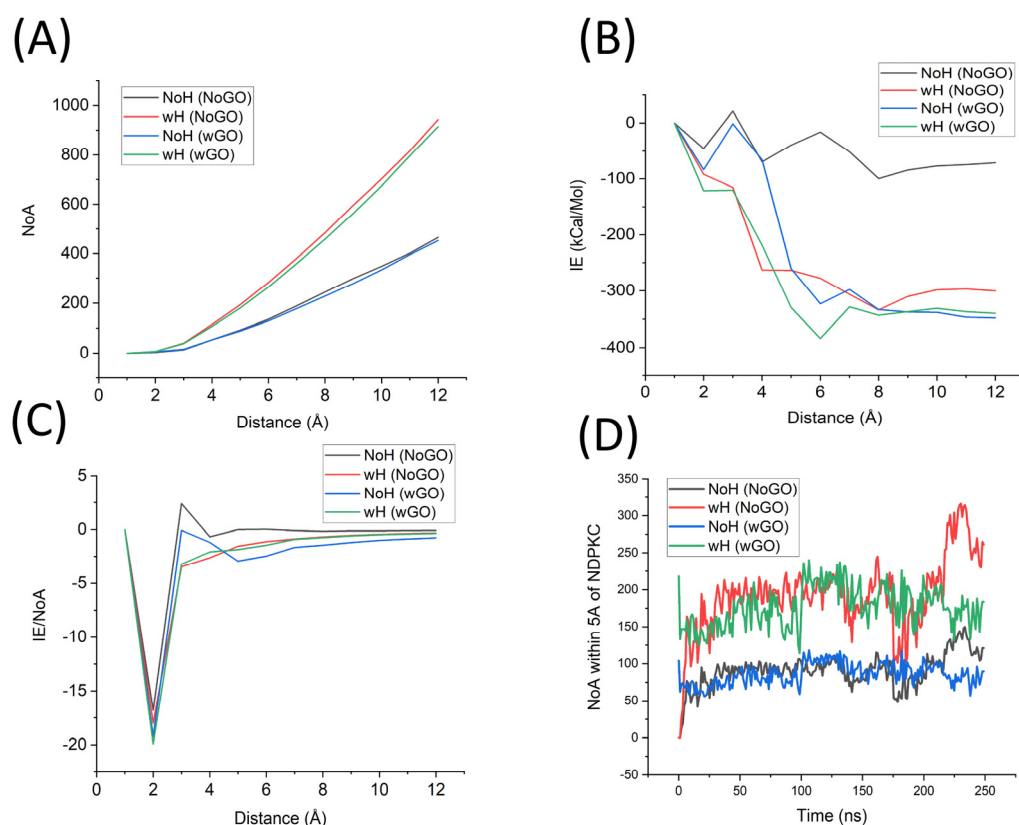 (A)
NoH (NoGO)
wH (NoGO)
NoH (wGO)
wH (wGO)
1000
800
600
400
200
0
NoA
0 2 4 6 8 10 12
Distance (Å)
(B)
NoH (NoGO)
wH (NoGO)
NoH (wGO)
wH (wGO)
0
-100
-200
-300
-400
IE (kCal/Mol)
0 2 4 6 8 10 12
Distance (Å)
(C)
NoH (NoGO)
wH (NoGO)
NoH (wGO)
wH (wGO)
5
0
-5
-10
-15
-20
IE/NoA
0 2 4 6 8 10 12
Distance (Å)
(D)
NoH (NoGO)
wH (NoGO)
NoH (wGO)
wH (wGO)
350
300
250
200
150
100
50
0
-50
NoA within 5A of NDPKC
0 50 100 150 200 250
Time (ns)